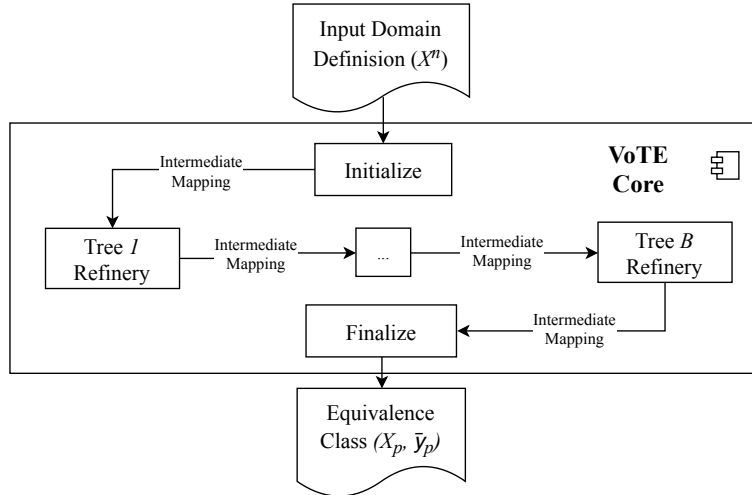 Input Domain
Definision (Xⁿ)
VoTE
Core
Initialize
Intermediate
Mapping
Tree 1
Refinery
Intermediate
Mapping
...
Intermediate
Mapping
Tree B
Refinery
Intermediate
Mapping
Finalize
Equivalence
Class (Xₚ, ȳₚ)